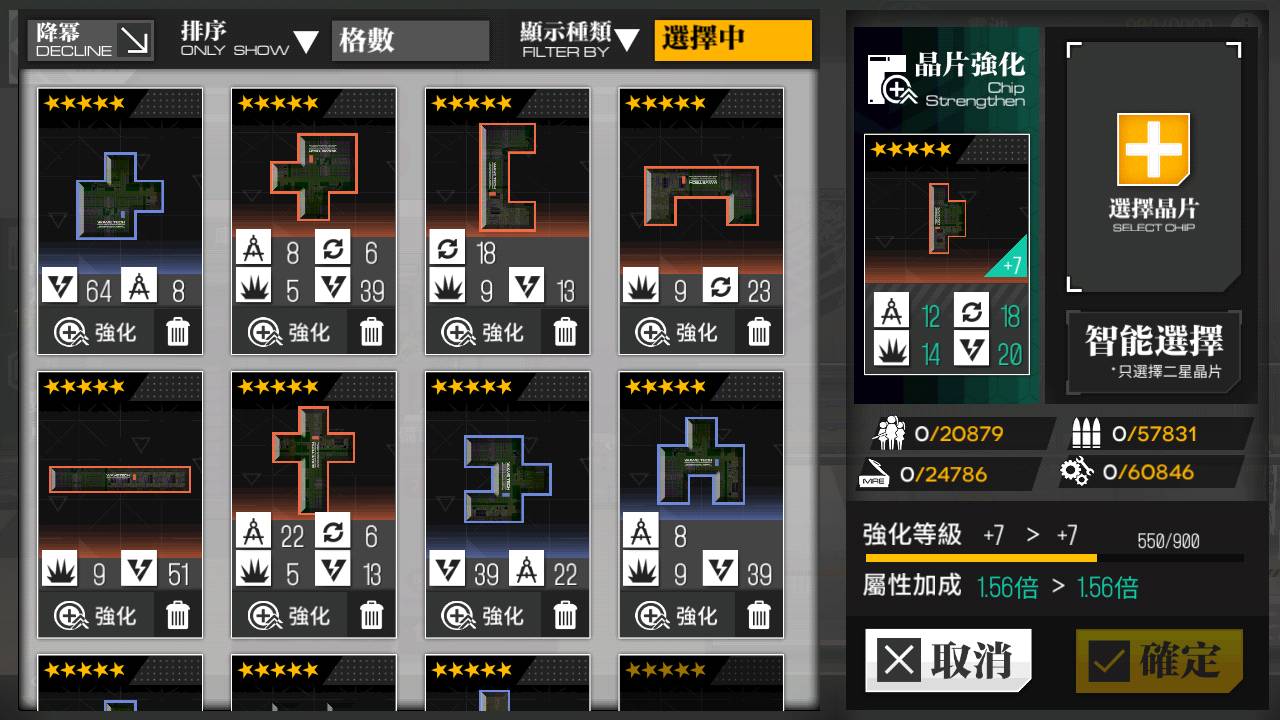 降冪
DECLINE
排序
ONLY SHOW
格數
顯示種類
FILTER BY
選擇中
64 8
強化
8 6
5 39
強化
18
9 13
強化
9 23
強化
9 51
強化
22 6
5 13
強化
39 22
強化
8
9 39
強化
晶片強化
Chip
Strengthen
+7
12 18
14 20
選擇晶片
SELECT CHIP
智能選擇
*只選擇二星晶片
0/20879
0/57831
MRE
0/24786
0/60846
強化等級 +7 > +7 550/900
屬性加成 1.56倍 > 1.56倍
取消
確定